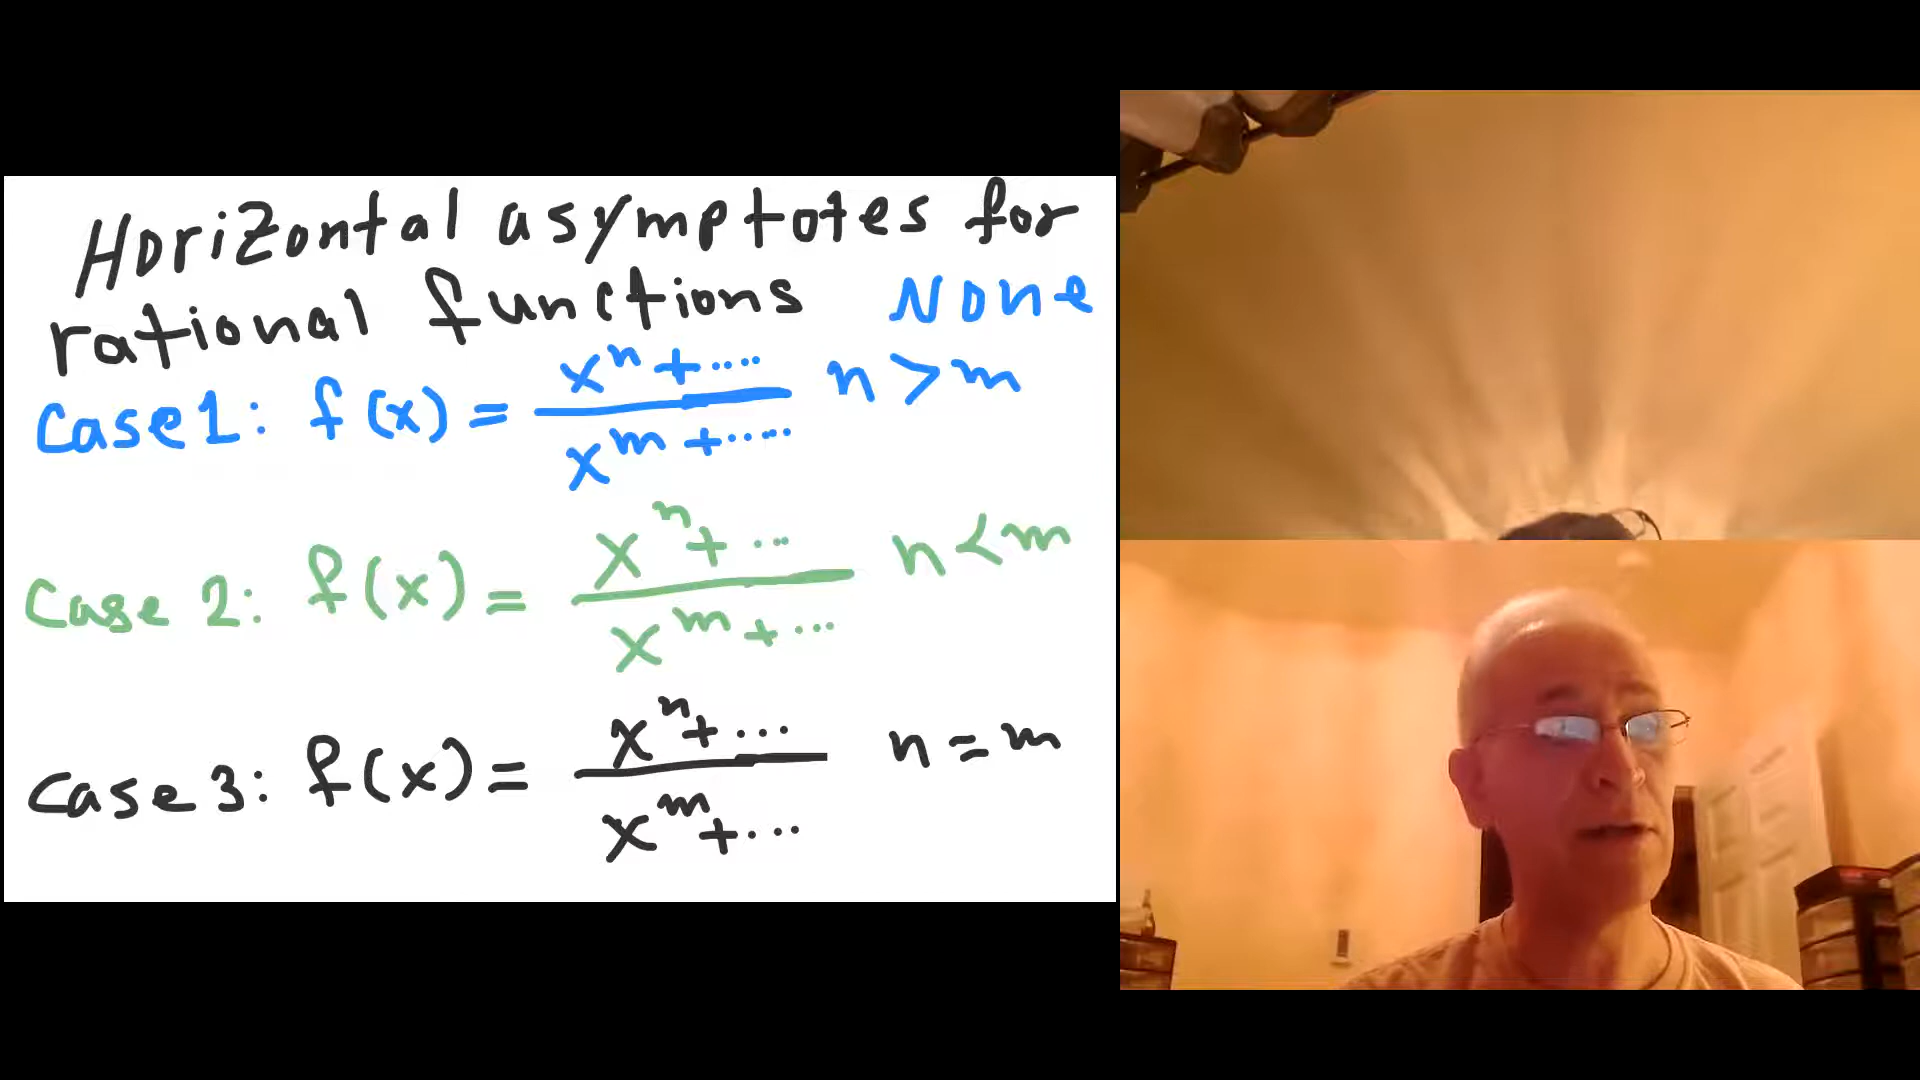 Horizontal asymptotes for
rational functions None
Case 1: f(x) = x^n + .... / x^m + ..... n > m
Case 2: f(x) = x^n + ... / x^m + ... n < m
Case 3: f(x) = x^n + ... / x^m + ... n = m